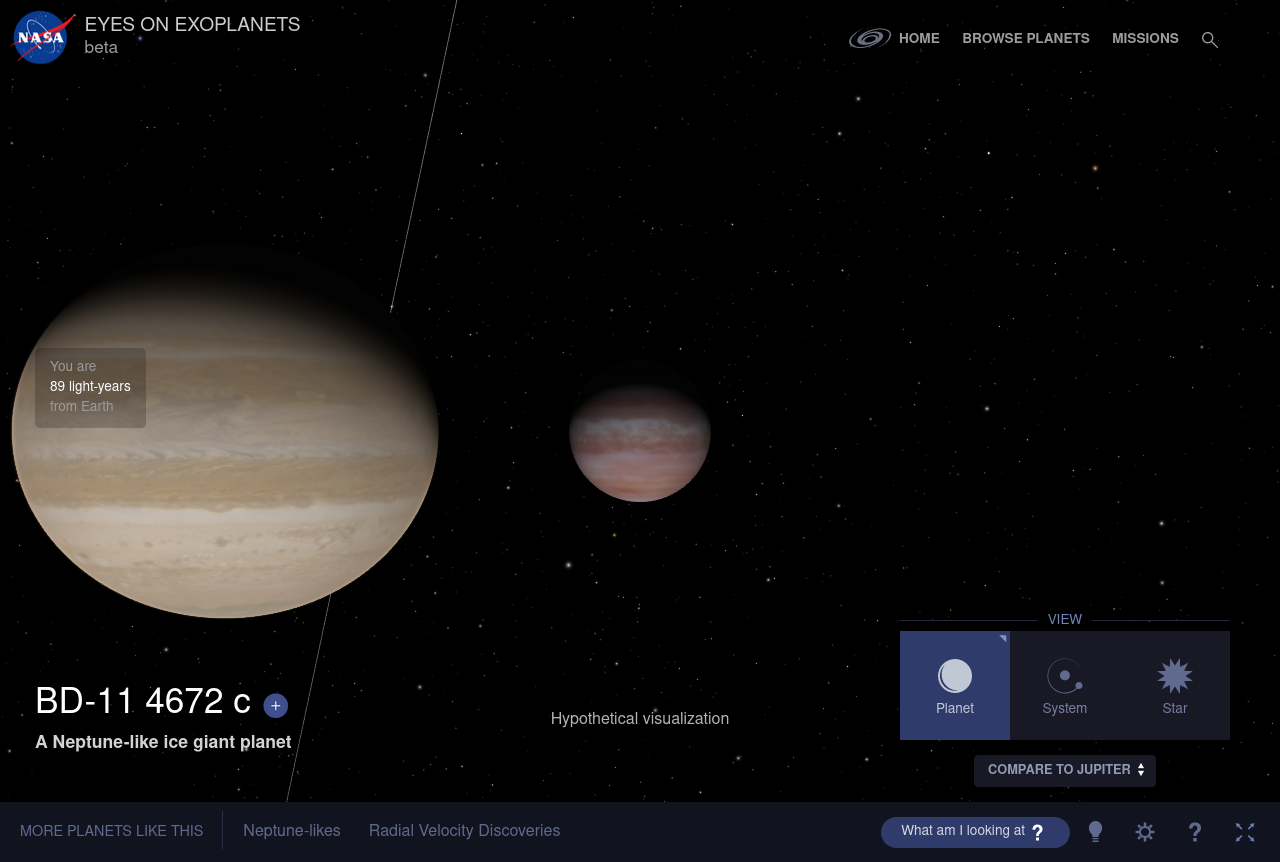 NASA
EYES ON EXOPLANETS
beta
HOME
BROWSE PLANETS
MISSIONS
You are
89 light-years
from Earth
BD-11 4672 c +
A Neptune-like ice giant planet
Hypothetical visualization
VIEW
Planet
System
Star
COMPARE TO JUPITER
MORE PLANETS LIKE THIS
Neptune-likes
Radial Velocity Discoveries
What am I looking at ?
?